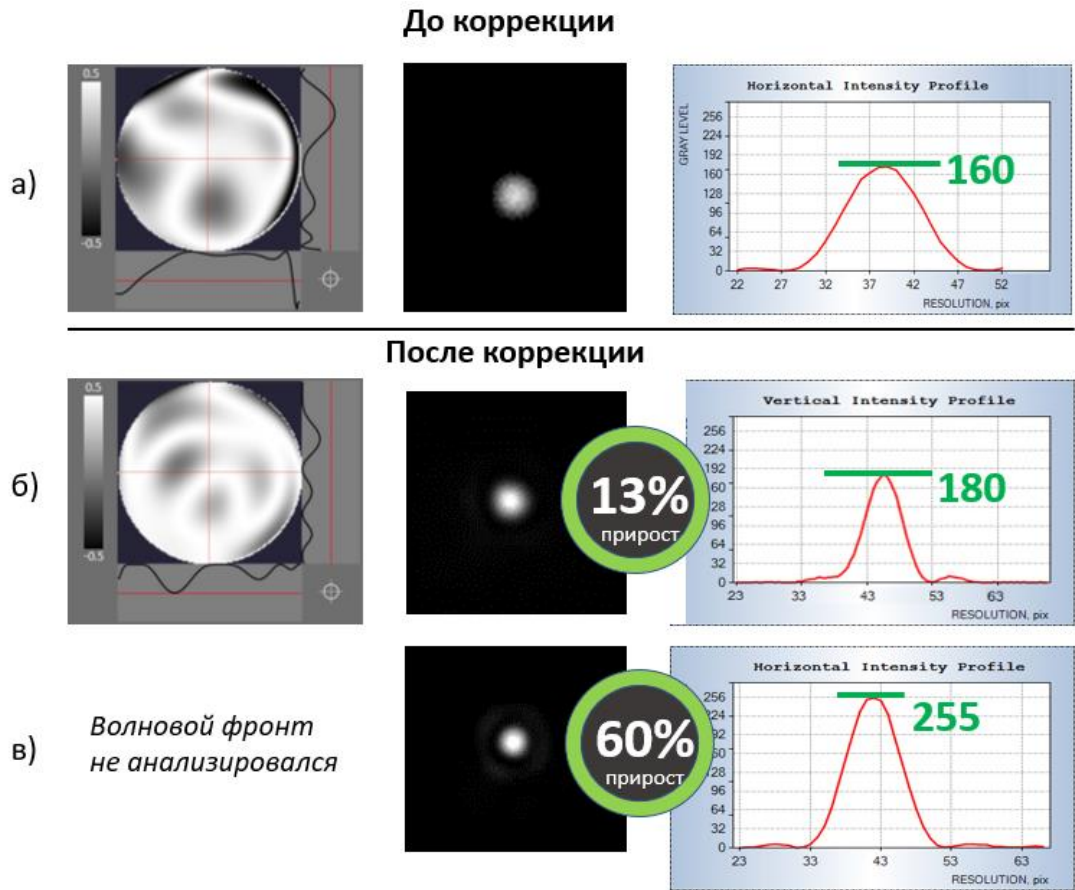 До коррекции
а)
0.5
-0.5
Horizontal Intensity Profile
GRAY LEVEL
256
224
192
160
128
96
64
32
0
22 27 32 37 42 47 52
RESOLUTION, pix
160
После коррекции
б)
0.5
-0.5
13%
прирост
Vertical Intensity Profile
256
224
192
160
128
96
64
32
0
23 33 43 53 63
RESOLUTION, pix
180
в)
Волновой фронт
не анализировался
60%
прирост
Horizontal Intensity Profile
256
224
192
160
128
96
64
32
0
23 33 43 53 63
RESOLUTION, pix
255